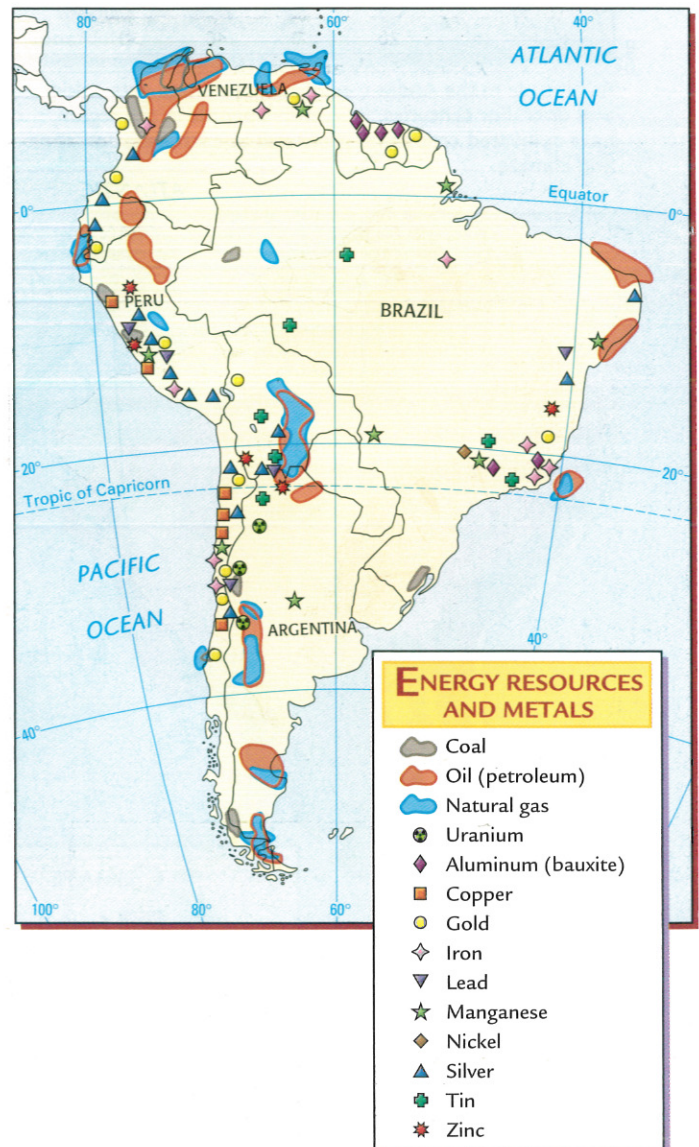 80°
60°
40°
ATLANTIC
OCEAN
VENEZUELA
Equator
0°
0°
PERU
BRAZIL
20°
20°
Tropic of Capricorn
PACIFIC
OCEAN
ARGENTINA
40°
40°
100°
80°
60°
ENERGY RESOURCES
AND METALS
Coal
Oil (petroleum)
Natural gas
Uranium
Aluminum (bauxite)
Copper
Gold
Iron
Lead
Manganese
Nickel
Silver
Tin
Zinc